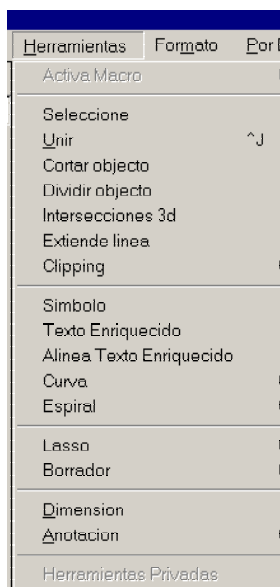 Herramientas Formato Por
Activa Macro
Seleccione
Unir ^J
Cortar objecto
Dividir objecto
Intersecciones 3d
Extiende linea
Clipping
Simbolo
Texto Enriquecido
Alinea Texto Enriquecido
Curva
Espiral
Lasso
Borrador
Dimension
Anotacion
Herramientas Privadas